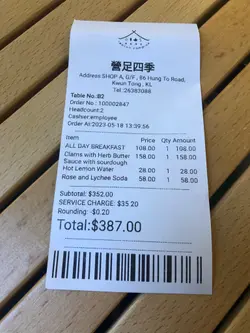 營足四季
Address SHOP A, G/F , 86 Hung To Road,
Kwun Tong , KL
Tel :26383088
Table No.:B2
Order No : 100002847
Headcount:2
Cashier:employee
Order At:2023-05-18 13:39:56
Item Price Qty Amount
ALL DAY BREAKFAST 108.00 1 108.00
Clams with Herb Butter 158.00 1 158.00
Sauce with sourdough
Hot Lemon Water 28.00 1 28.00
Rose and Lychee Soda 58.00 1 58.00
Subtotal: $352.00
SERVICE CHARGE: $35.20
Rounding: -$0.20
Total:$387.00